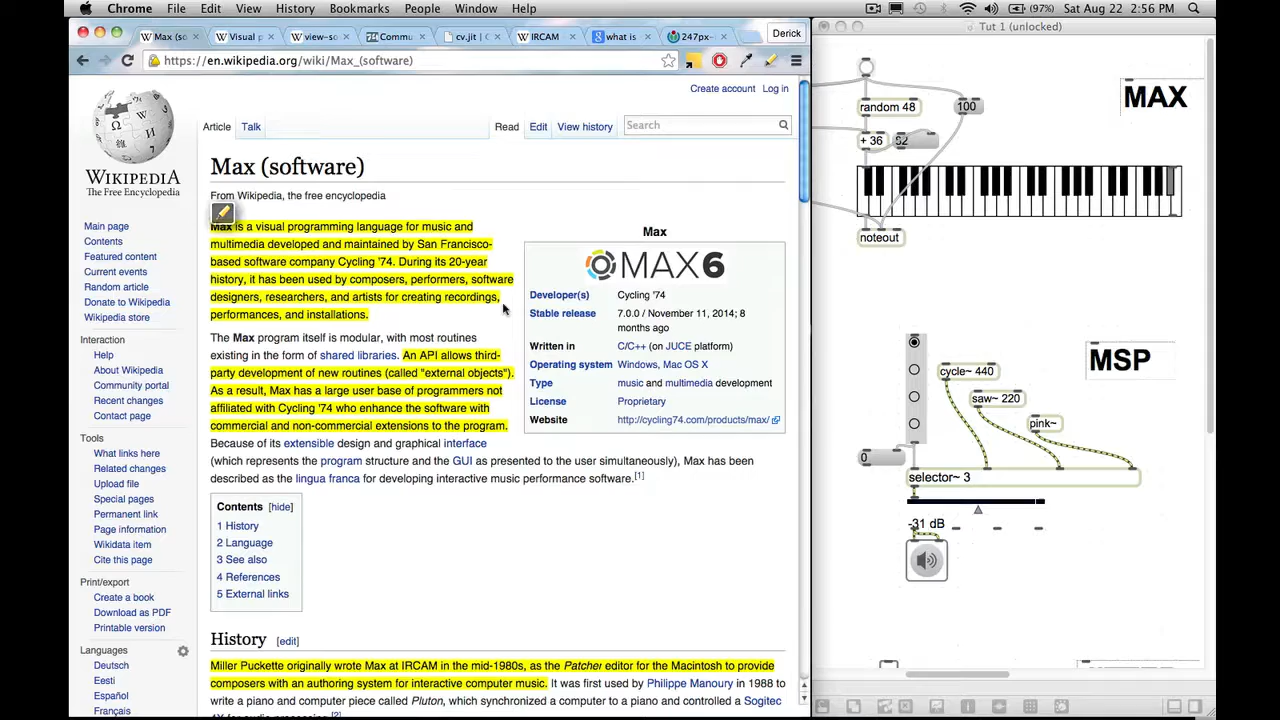 Chrome File Edit View History Bookmarks People Window Help (97%) Sat Aug 22 2:56 PM
Max (so Visual p view-so Commu cv.jit | C IRCAM what is 247px- Derick
https://en.wikipedia.org/wiki/Max_(software)
Create account Log in
Article Talk Read Edit View history Search
WIKIPEDIA
The Free Encyclopedia
Main page
Contents
Featured content
Current events
Random article
Donate to Wikipedia
Wikipedia store
Interaction
Help
About Wikipedia
Community portal
Recent changes
Contact page
Tools
What links here
Related changes
Upload file
Special pages
Permanent link
Page information
Wikidata item
Cite this page
Print/export
Create a book
Download as PDF
Printable version
Languages
Deutsch
Eesti
Español
Français
Max (software)
From Wikipedia, the free encyclopedia
Max is a visual programming language for music and
multimedia developed and maintained by San Francisco-
based software company Cycling '74. During its 20-year
history, it has been used by composers, performers, software
designers, researchers, and artists for creating recordings,
performances, and installations.
The Max program itself is modular, with most routines
existing in the form of shared libraries. An API allows third-
party development of new routines (called "external objects").
As a result, Max has a large user base of programmers not
affiliated with Cycling '74 who enhance the software with
commercial and non-commercial extensions to the program.
Because of its extensible design and graphical interface
(which represents the program structure and the GUI as presented to the user simultaneously), Max has been
described as the lingua franca for developing interactive music performance software.[1]
Max
MAX6
Developer(s) Cycling '74
Stable release 7.0.0 / November 11, 2014; 8
months ago
Written in C/C++ (on JUCE platform)
Operating system Windows, Mac OS X
Type music and multimedia development
License Proprietary
Website http://cycling74.com/products/max/
Contents [hide]
1 History
2 Language
3 See also
4 References
5 External links
History [edit]
Miller Puckette originally wrote Max at IRCAM in the mid-1980s, as the Patcher editor for the Macintosh to provide
composers with an authoring system for interactive computer music. It was first used by Philippe Manoury in 1988 to
write a piano and computer piece called Pluton, which synchronized a computer to a piano and controlled a Sogitec
Tut 1 (unlocked)
MAX
random 48
100
+ 36
noteout
MSP
cycle~ 440
saw~ 220
pink~
0
selector~ 3
-31 dB